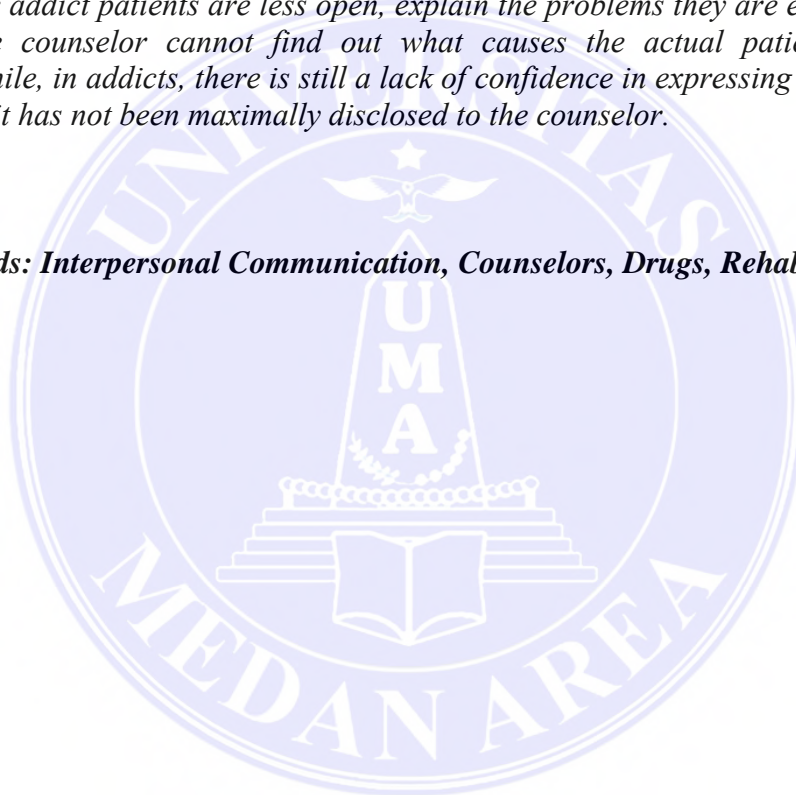 addict patients are less open, explain the problems they are e
counselor cannot find out what causes the actual patie
ile, in addicts, there is still a lack of confidence in expressing
it has not been maximally disclosed to the counselor.
ds: Interpersonal Communication, Counselors, Drugs, Rehab
UNIVERSITAS
UMA
MEDAN AREA